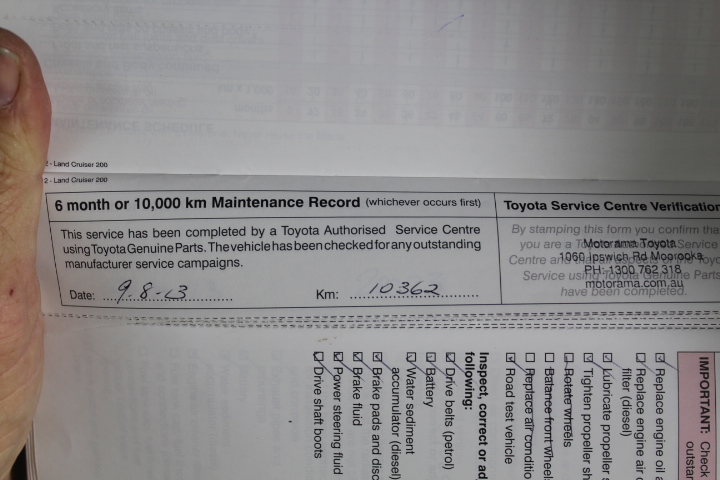 2 - Land Cruiser 200
2 - Land Cruiser 200
6 month or 10,000 km Maintenance Record (whichever occurs first)
This service has been completed by a Toyota Authorised Service Centre
using Toyota Genuine Parts. The vehicle has been checked for any outstanding
manufacturer service campaigns.
Date: 9.8.13
Km: 10362
Toyota Service Centre Verification
By stamping this form you confirm tha
you are a Service
Centre and
Service using Toyota Genuine Parts
have been completed.
Motorama Toyota
1060 Ipswich Rd Moorooka
PH: 1300 762 318
motorama.com.au
IMPORTANT: Check
outsta
Replace engine oil a
Replace engine air c
filter (diesel)
Lubricate propeller s
Tighten propeller sh
Rotate wheels
Balance front wheel
Replace air conditio
Road test vehicle
Inspect, correct or ad
following:
Drive belts (petrol)
Battery
Water sediment
accumulator (diesel)
Brake pads and disc
Brake fluid
Power steering fluid
Drive shaft boots